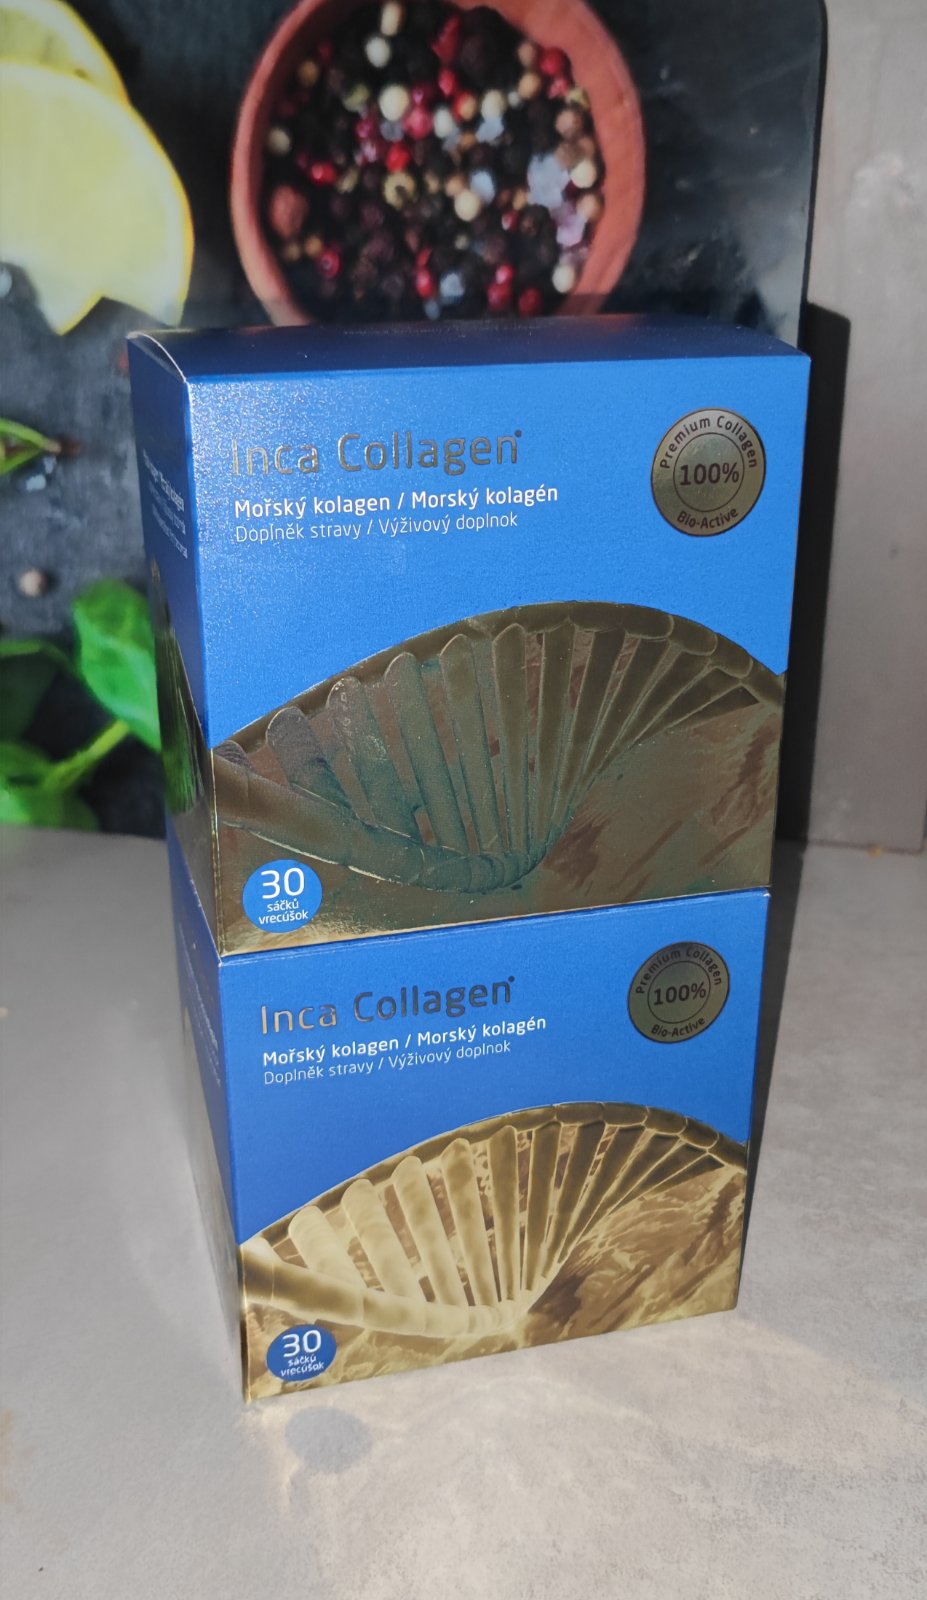 Inca Collagen
Mořský kolagen / Morský kolagén
Doplněk stravy / Výživový doplnok
Premium Collagen
100%
Bio-Active
30
sáčků
vrecúšok
Inca Collagen
Mořský kolagen / Morský kolagén
Doplněk stravy / Výživový doplnok
Premium Collagen
100%
Bio-Active
30
sáčků
vrecúšok